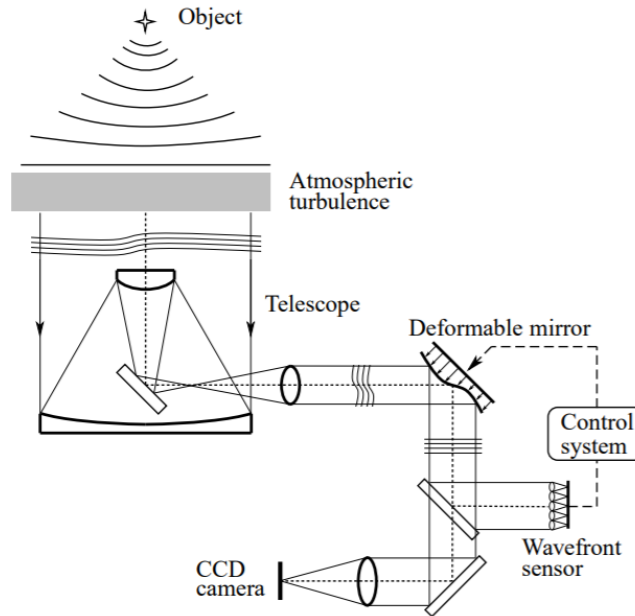 Object
Atmospheric
turbulence
Telescope
Deformable mirror
Control
system
Wavefront
sensor
CCD
camera